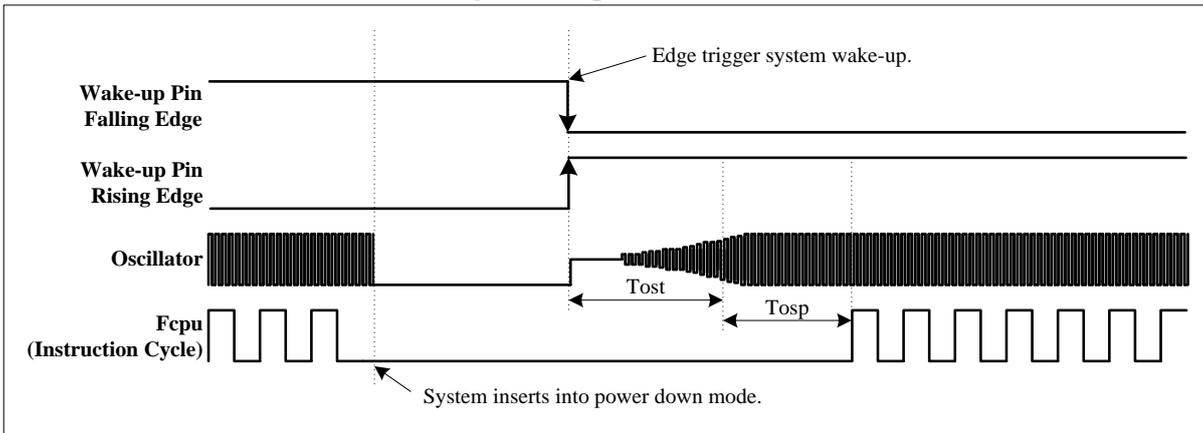 Edge trigger system wake-up.
Wake-up Pin
Falling Edge
Wake-up Pin
Rising Edge
Oscillator
Tost
Tosp
Fcpu
(Instruction Cycle)
System inserts into power down mode.